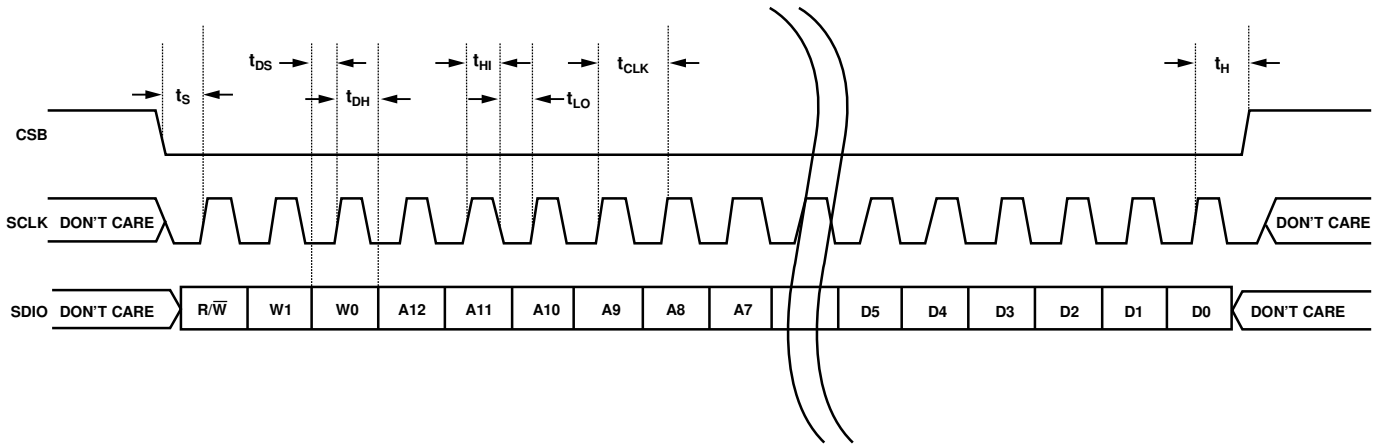 tDS
tHI
tCLK
tH
tS
tDH
tLO
CSB
SCLK DON'T CARE DON'T CARE
SDIO DON'T CARE R/W̅ W1 W0 A12 A11 A10 A9 A8 A7 D5 D4 D3 D2 D1 D0 DON'T CARE